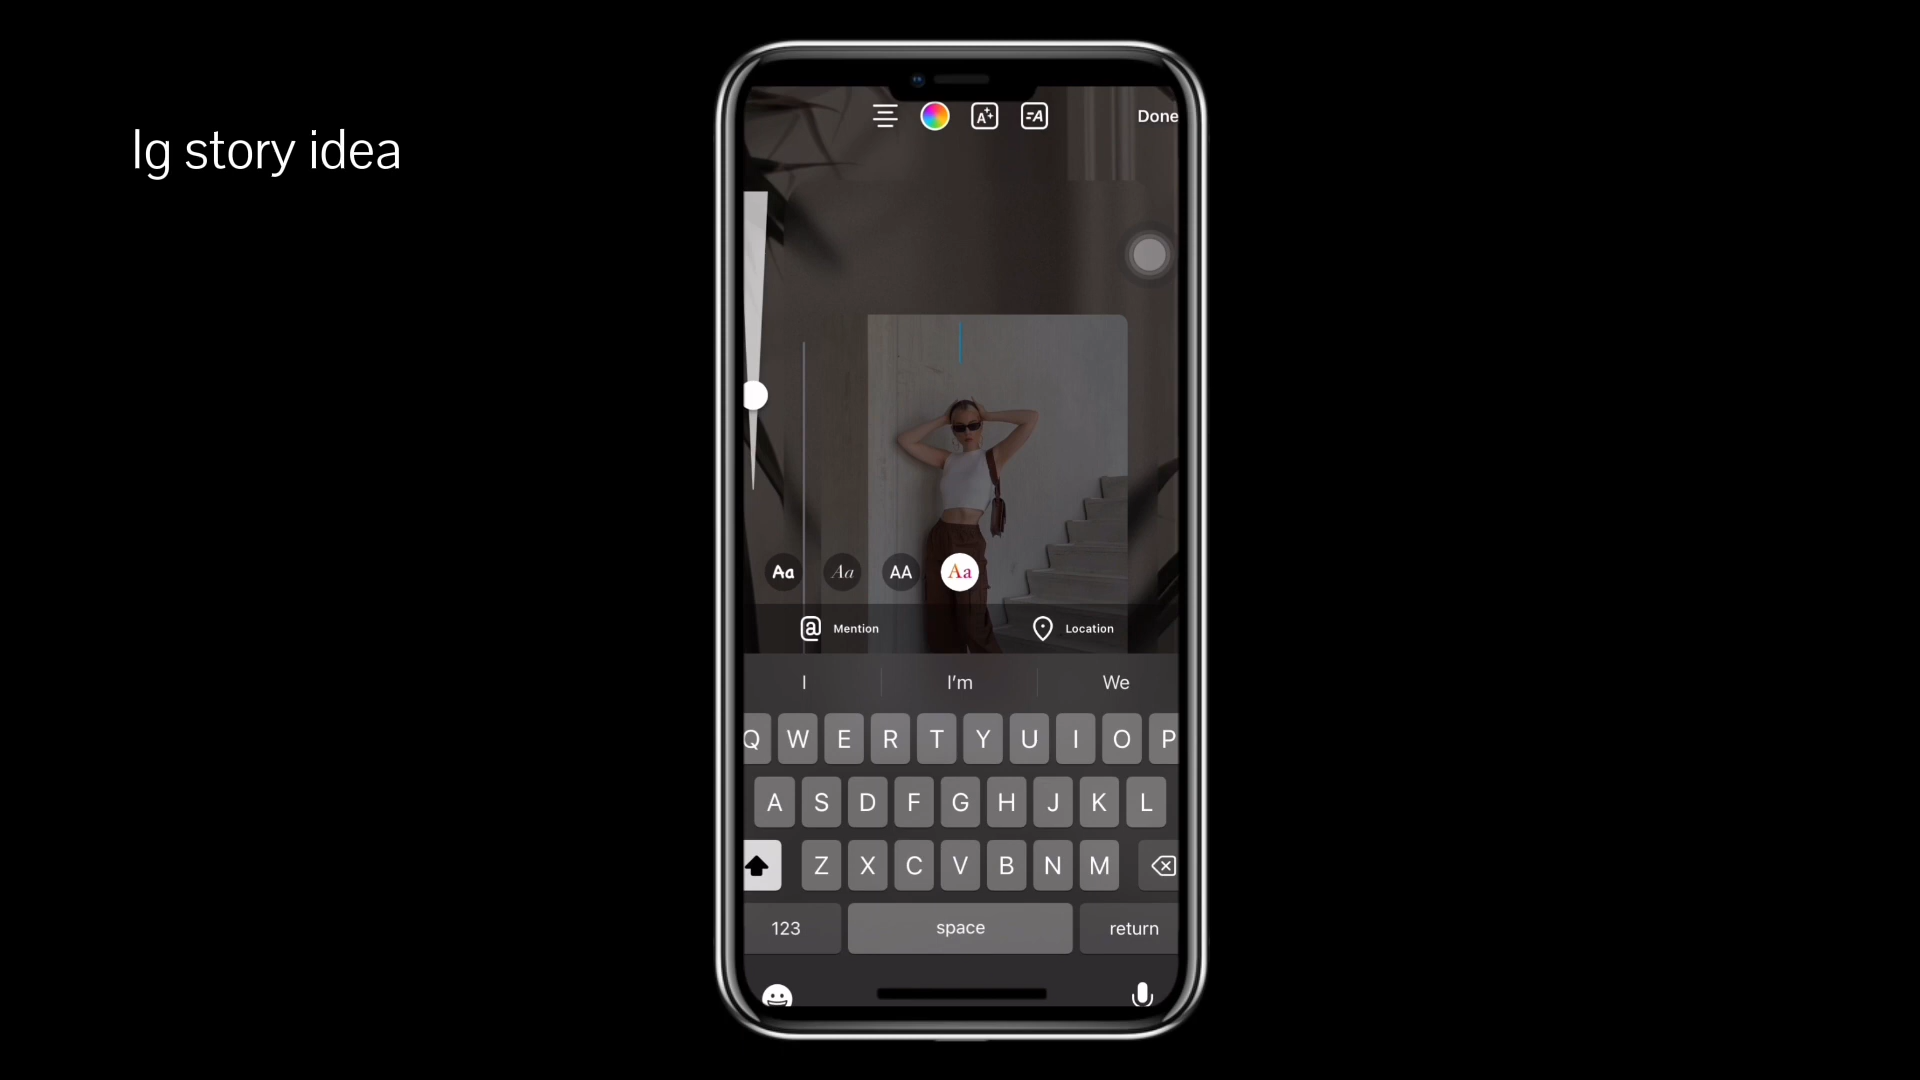 Ig story idea
Done
Aa Aa AA Aa
Mention Location
I I'm We
Q W E R T Y U I O P
A S D F G H J K L
Z X C V B N M
123 space return